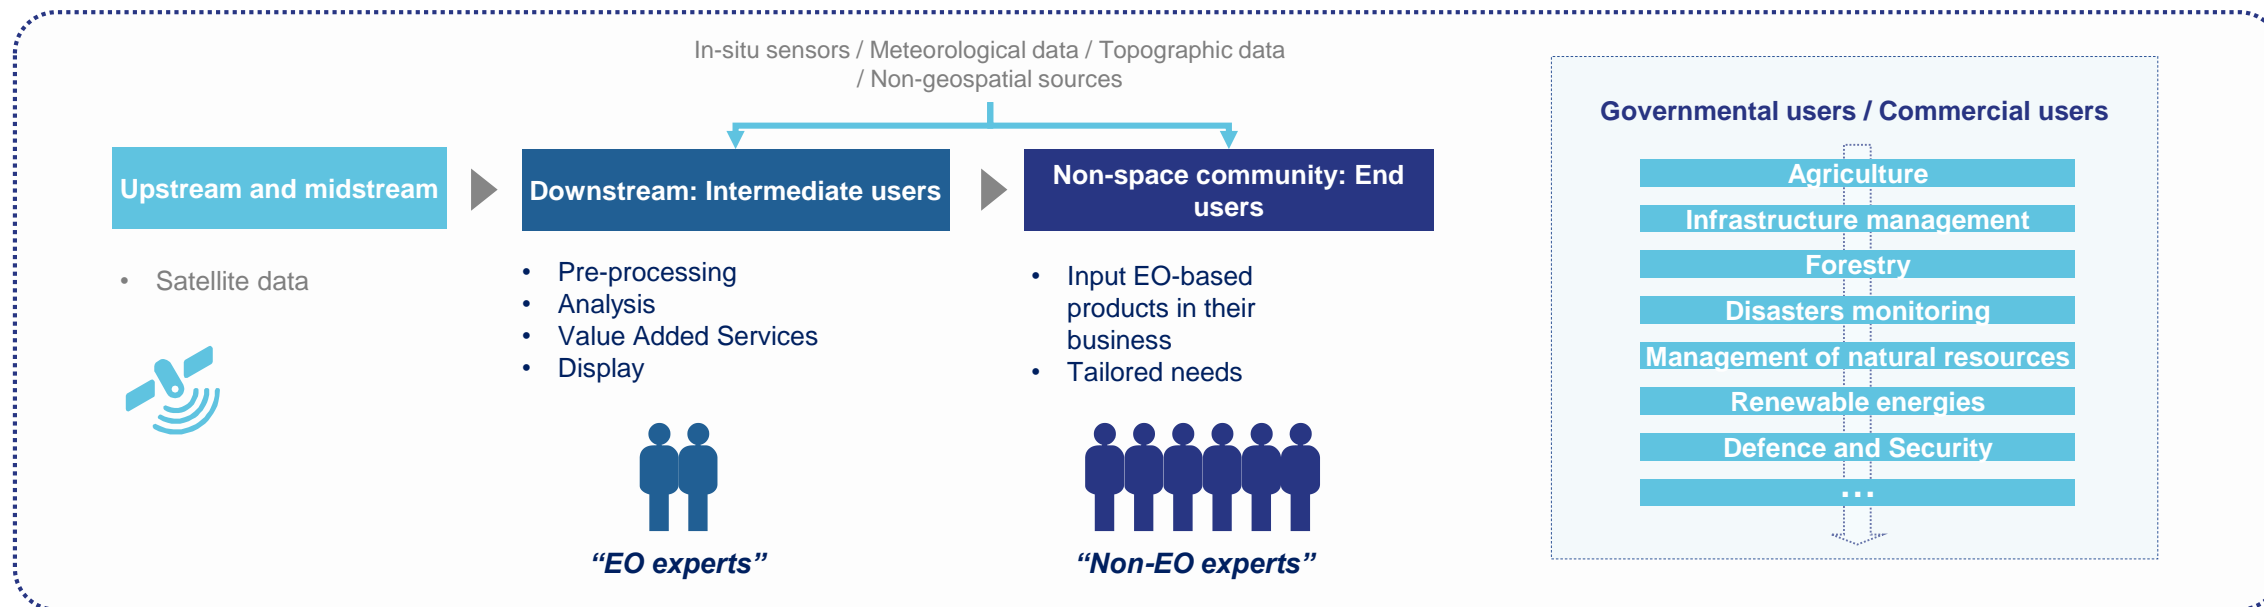 In-situ sensors / Meteorological data / Topographic data
/ Non-geospatial sources
Upstream and midstream
• Satellite data
Downstream: Intermediate users
• Pre-processing
• Analysis
• Value Added Services
• Display
“EO experts”
Non-space community: End
users
• Input EO-based
products in their
business
• Tailored needs
“Non-EO experts”
Governmental users / Commercial users
Agriculture
Infrastructure management
Forestry
Disasters monitoring
Management of natural resources
Renewable energies
Defence and Security
...